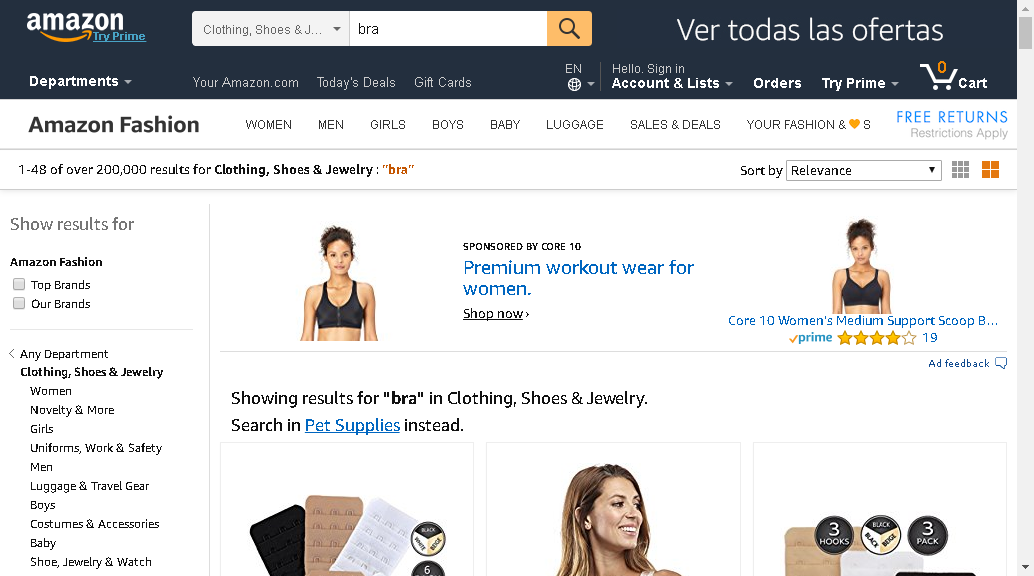 amazon
Try Prime
Clothing, Shoes & J...
bra
Ver todas las ofertas
Departments
Your Amazon.com
Today's Deals
Gift Cards
EN
Hello. Sign in
Account & Lists
Orders
Try Prime
0
Cart
Amazon Fashion
WOMEN
MEN
GIRLS
BOYS
BABY
LUGGAGE
SALES & DEALS
YOUR FASHION & S
FREE RETURNS
Restrictions Apply
1-48 of over 200,000 results for Clothing, Shoes & Jewelry : "bra"
Sort by Relevance
Show results for
Amazon Fashion
Top Brands
Our Brands
Any Department
Clothing, Shoes & Jewelry
Women
Novelty & More
Girls
Uniforms, Work & Safety
Men
Luggage & Travel Gear
Boys
Costumes & Accessories
Baby
Shoe, Jewelry & Watch
SPONSORED BY CORE 10
Premium workout wear for
women.
Shop now ›
Core 10 Women's Medium Support Scoop B...
prime
19
Ad feedback
Showing results for "bra" in Clothing, Shoes & Jewelry.
Search in Pet Supplies instead.
BLACK
WHITE
BEIGE
6
3
HOOKS
BLACK
BLACK
BEIGE
3
PACK